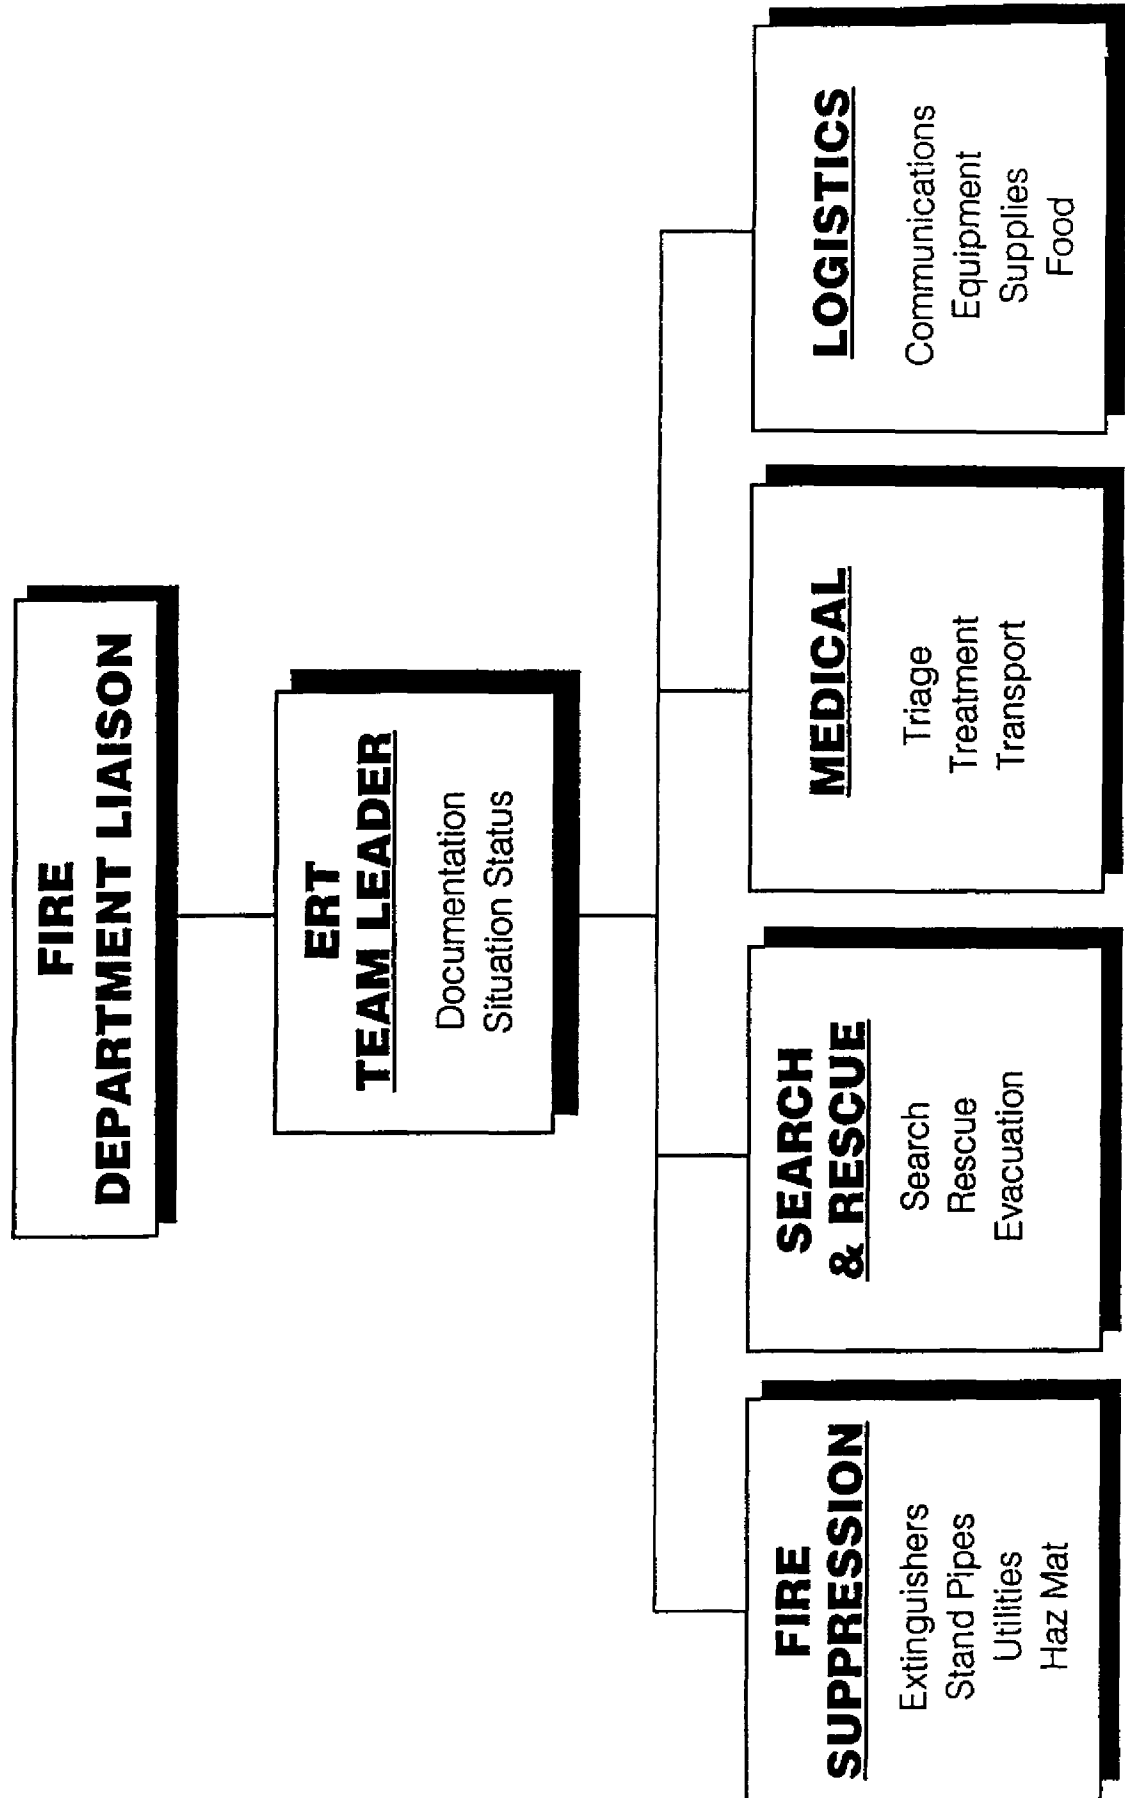 FIRE
DEPARTMENT LIAISON
ERT
TEAM LEADER
Documentation
Situation Status
FIRE
SUPPRESSION
Extinguishers
Stand Pipes
Utilities
Haz Mat
SEARCH
& RESCUE
Search
Rescue
Evacuation
MEDICAL
Triage
Treatment
Transport
LOGISTICS
Communications
Equipment
Supplies
Food